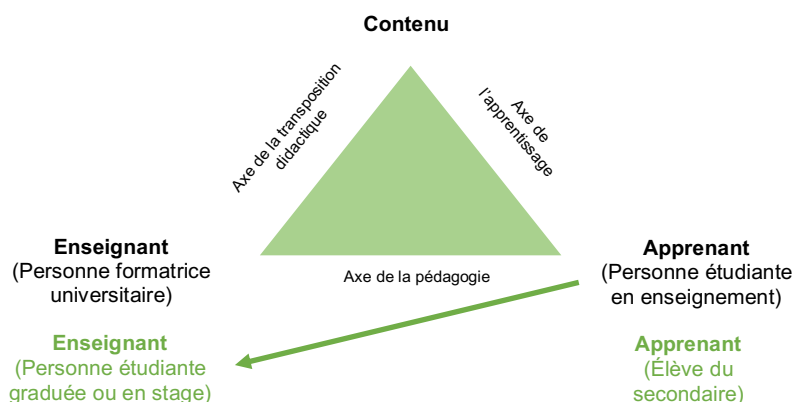 Contenu
Axe de la transposition
didactique
Axe de
l'apprentissage
Enseignant
(Personne formatrice
universitaire)
Axe de la pédagogie
Apprenant
(Personne étudiante
en enseignement)
Enseignant
(Personne étudiante
graduée ou en stage)
Apprenant
(Élève du
secondaire)